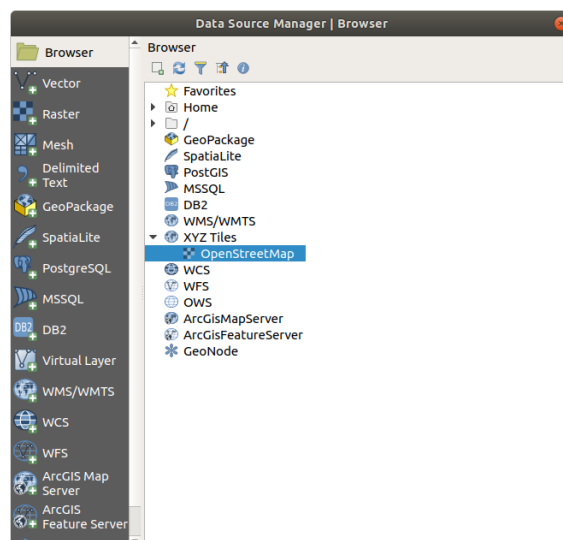 Data Source Manager | Browser
Browser
Vector
Raster
Mesh
Delimited
Text
GeoPackage
SpatiaLite
PostgreSQL
MSSQL
DB2
DB2
Virtual Layer
WMS/WMTS
WCS
WFS
ArcGIS Map
Server
ArcGIS
Feature Server
Browser
Favorites
Home
/
GeoPackage
SpatiaLite
PostGIS
MSSQL
DB2
DB2
WMS/WMTS
XYZ Tiles
OpenStreetMap
WCS
WFS
OWS
ArcGisMapServer
ArcGisFeatureServer
GeoNode